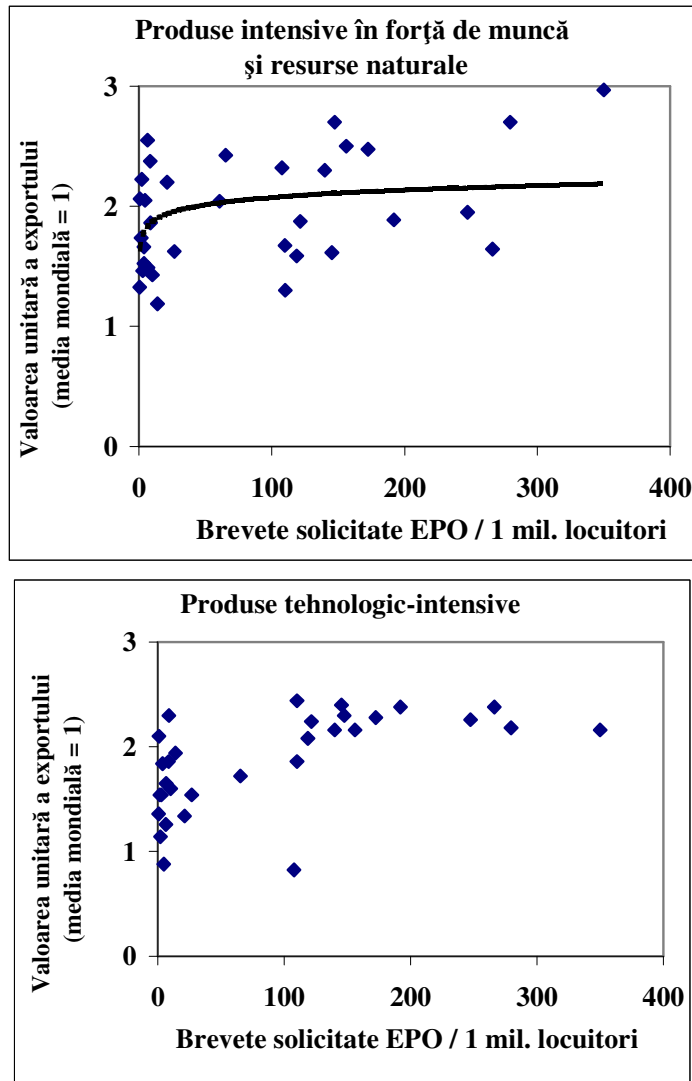 Produse intensive în forţă de muncă
şi resurse naturale
Valoarea unitară a exportului
(media mondială = 1)
3
2
1
0
0 100 200 300 400
Brevete solicitate EPO / 1 mil. locuitori
Produse tehnologic-intensive
Valoarea unitară a exportului
(media mondială = 1)
3
2
1
0
0 100 200 300 400
Brevete solicitate EPO / 1 mil. locuitori